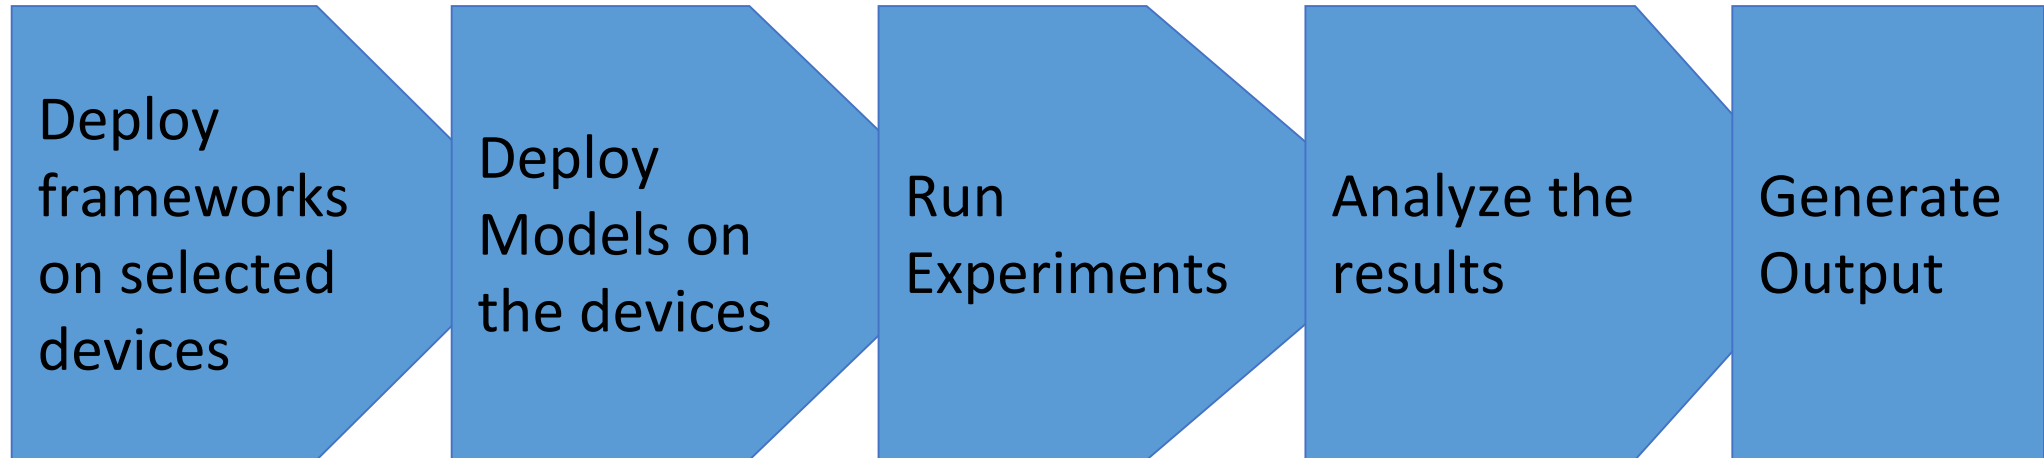 Deploy
frameworks
on selected
devices
Deploy
Models on
the devices
Run
Experiments
Analyze the
results
Generate
Output